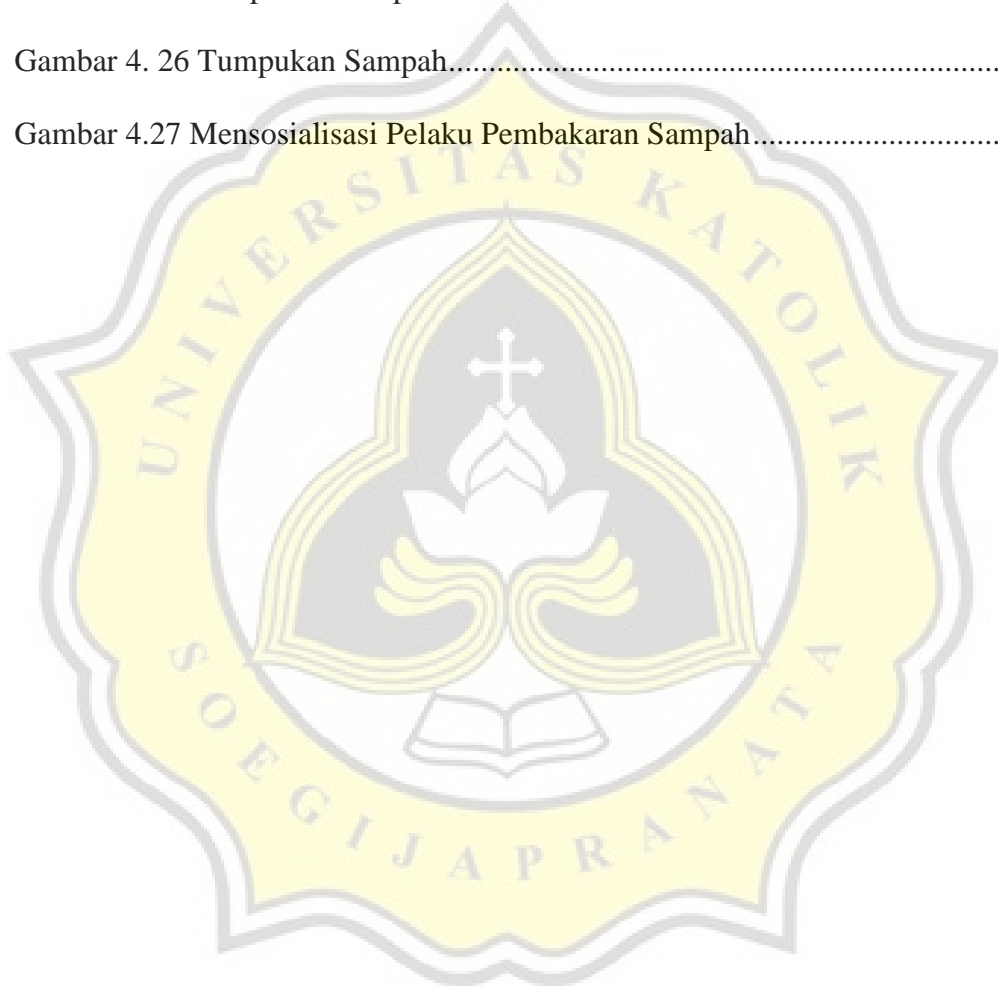 Gambar 4. 26 Tumpukan Sampah.......................................................................
Gambar 4.27 Mensosialisasi Pelaku Pembakaran Sampah...............................
UNIVERSITAS KATOLIK
SOEGIJAPRANATA